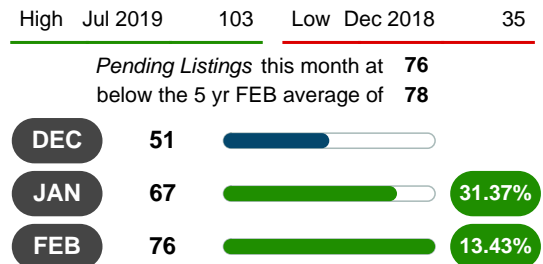 High Jul 2019 103 Low Dec 2018 35
Pending Listings this month at 76
below the 5 yr FEB average of 78
DEC 51
JAN 67 31.37%
FEB 76 13.43%